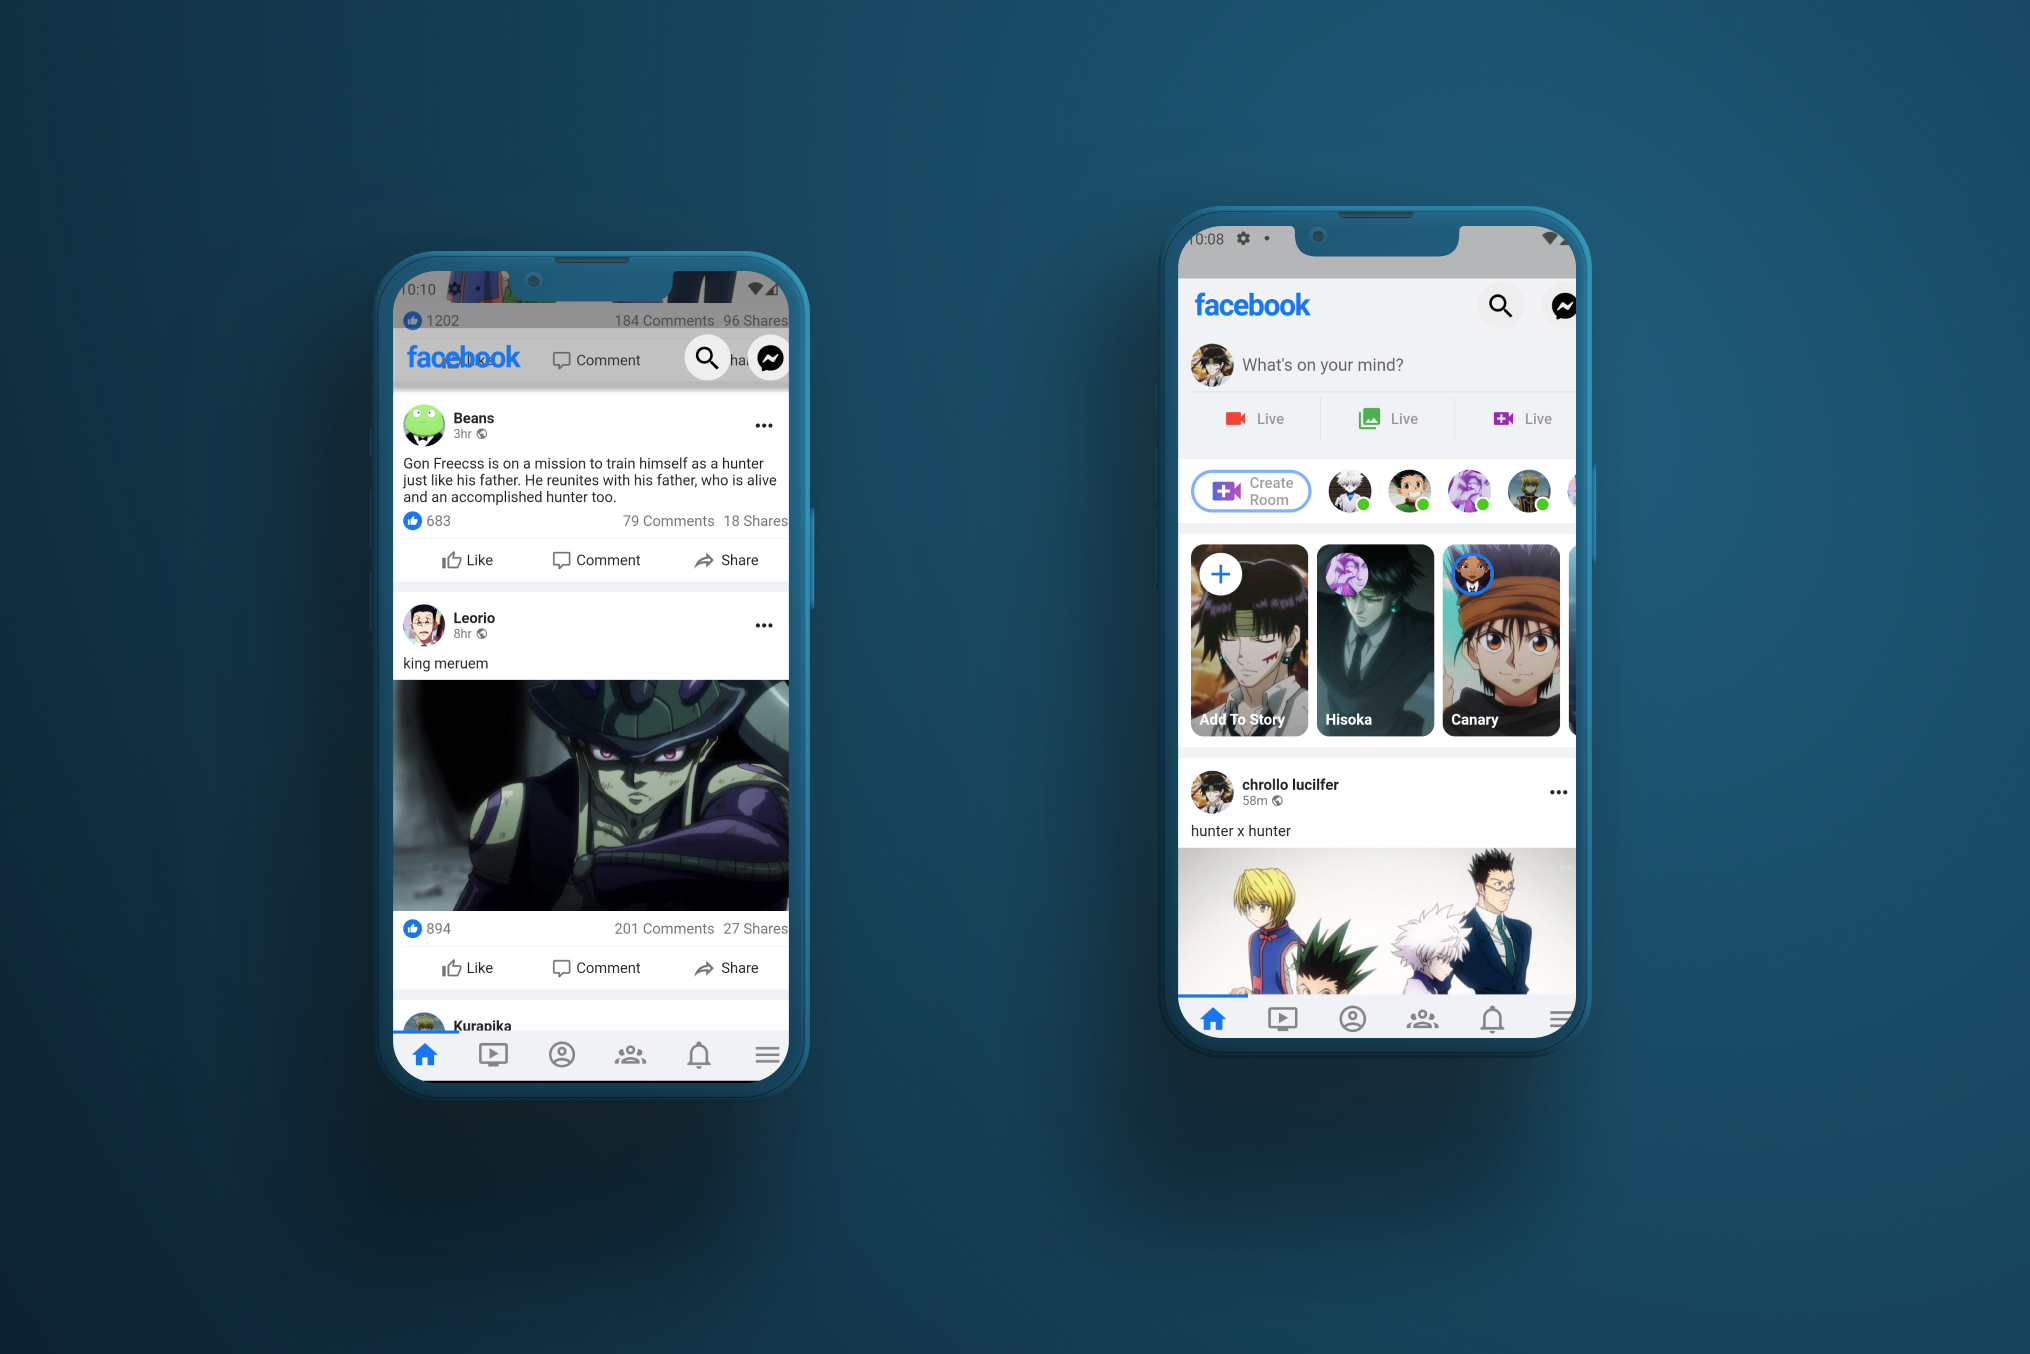 10:10
1202 184 Comments 96 Shares
facebook
Like Comment
Beans
3hr
Gon Freecss is on a mission to train himself as a hunter
just like his father. He reunites with his father, who is alive
and an accomplished hunter too.
683 79 Comments 18 Shares
Like Comment Share
Leorio
8hr
king meruem
894 201 Comments 27 Shares
Like Comment Share
Kurapika
10:08
facebook
What's on your mind?
Live Live Live
Create
Room
Add To Story Hisoka Canary
chrollo lucilfer
58m
hunter x hunter